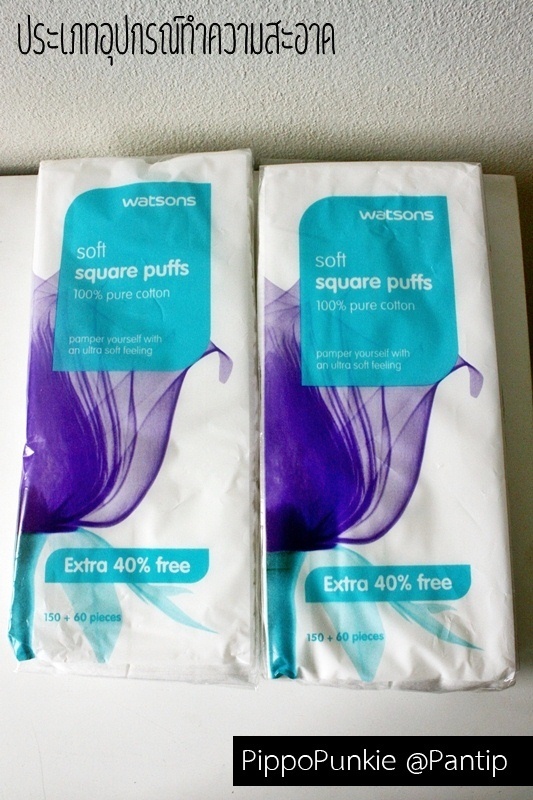 ประเภทอุปกรณ์ทำความสะอาด
watsons
soft
square puffs
100% pure cotton
pamper yourself with
an ultra soft feeling
Extra 40% free
150 + 60 pieces
watsons
soft
square puffs
100% pure cotton
pamper yourself with
an ultra soft feeling
Extra 40% free
150 + 60 pieces
PippoPunkie @Pantip